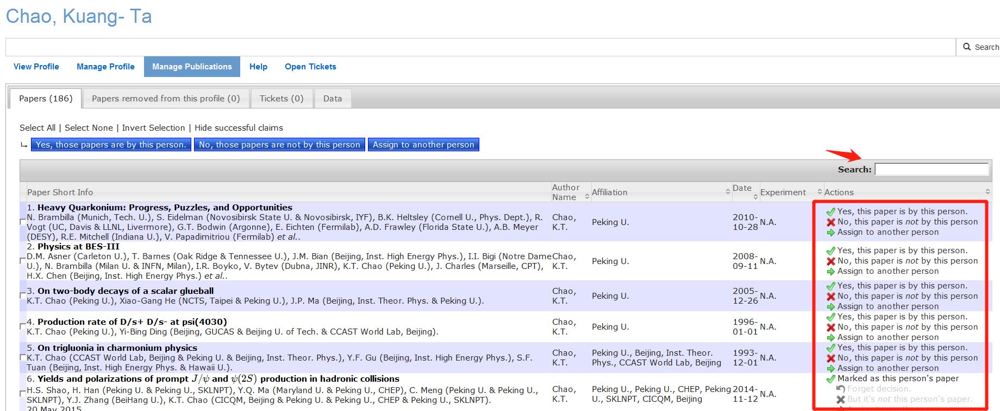 Chao, Kuang- Ta
Search
View Profile Manage Profile Manage Publications Help Open Tickets
Papers (186) Papers removed from this profile (0) Tickets (0) Data
Select All | Select None | Invert Selection | Hide successful claims
Yes, those papers are by this person. No, those papers are not by this person Assign to another person
Search:
Paper Short Info Author Name Affiliation Date Experiment Actions
1. Heavy Quarkonium: Progress, Puzzles, and Opportunities
N. Brambilla (Munich, Tech. U.), S. Eidelman (Novosibirsk State U. & Novosibirsk, IYF), B.K. Heltsley (Cornell U., Phys. Dept.), R.
Vogt (UC, Davis & LLNL, Livermore), G.T. Bodwin (Argonne), E. Eichten (Fermilab), A.D. Frawley (Florida State U.), A.B. Meyer
(DESY), R.E. Mitchell (Indiana U.), V. Papadimitriou (Fermilab) et al..
Chao,
K.T.
Peking U.
2010-
10-28
N.A.
Yes, this paper is by this person.
No, this paper is not by this person
Assign to another person
2. Physics at BES-III
D.M. Asner (Carleton U.), T. Barnes (Oak Ridge & Tennessee U.), J.M. Bian (Beijing, Inst. High Energy Phys.), I.I. Bigi (Notre Dame
U.), N. Brambilla (Milan U. & INFN, Milan), I.R. Boyko, V. Bytev (Dubna, JINR), K.T. Chao (Peking U.), J. Charles (Marseille, CPT),
H.X. Chen (Beijing, Inst. High Energy Phys.) et al..
Chao,
K.T.
Peking U.
2008-
09-11
N.A.
Yes, this paper is by this person.
No, this paper is not by this person
Assign to another person
3. On two-body decays of a scalar glueball
K.T. Chao (Peking U.), Xiao-Gang He (NCTS, Taipei & Peking U.), J.P. Ma (Beijing, Inst. Theor. Phys. & Peking U.).
Chao,
K.T.
Peking U.
2005-
12-26
N.A.
Yes, this paper is by this person.
No, this paper is not by this person
Assign to another person
4. Production rate of D/s+ D/s- at psi(4030)
K.T. Chao (Peking U.), Yi-Bing Ding (Beijing, GUCAS & Beijing U. of Tech. & CCAST World Lab, Beijing).
Chao,
K.T.
Peking U.
1996-
01-01
N.A.
Yes, this paper is by this person.
No, this paper is not by this person
Assign to another person
5. On trigluonia in charmonium physics
K.T. Chao (CCAST World Lab, Beijing & Peking U. & Beijing, Inst. Theor. Phys.), Y.F. Gu (Beijing, Inst. High Energy Phys.), S.F.
Tuan (Beijing, Inst. High Energy Phys. & Hawaii U.).
Chao,
K.T.
Peking U., Beijing, Inst. Theor.
Phys., CCAST World Lab, Beijing
1993-
12-01
N.A.
Yes, this paper is by this person.
No, this paper is not by this person
Assign to another person
6. Yields and polarizations of prompt J/ψ and ψ(2S) production in hadronic collisions
H.S. Shao, H. Han (Peking U. & Peking U., SKLNPT), Y.Q. Ma (Maryland U. & Peking U., CHEP), C. Meng (Peking U. & Peking U.,
SKLNPT), Y.J. Zhang (BeiHang U.), K.T. Chao (CICQM, Beijing & Peking U. & Peking U., CHEP & Peking U., SKLNPT).
20 May 2015
Chao,
K.T.
Peking U., Peking U., CHEP, Peking
U., SKLNPT, CICQM, Beijing
2014-
11-12
N.A.
Marked as this person's paper
Forget decision.
But it's not this person's paper.